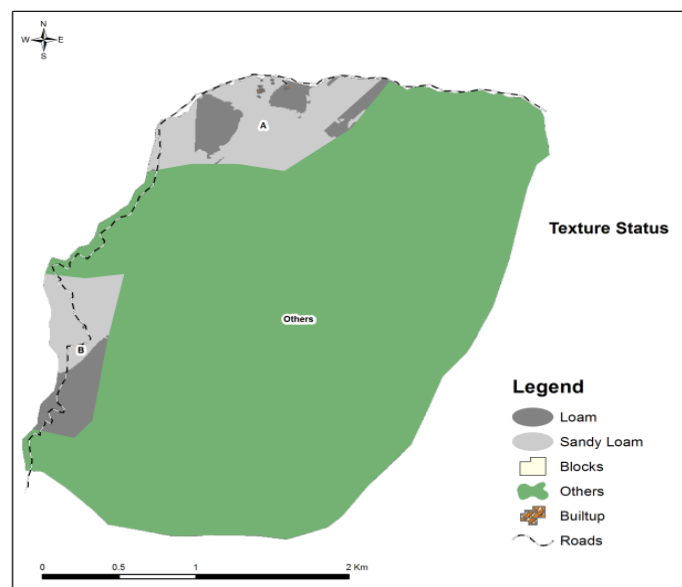 N
W E
S
A
Texture Status
Others
B
Legend
Loam
Sandy Loam
Blocks
Others
Builtup
Roads
0 0.5 1 2 Km